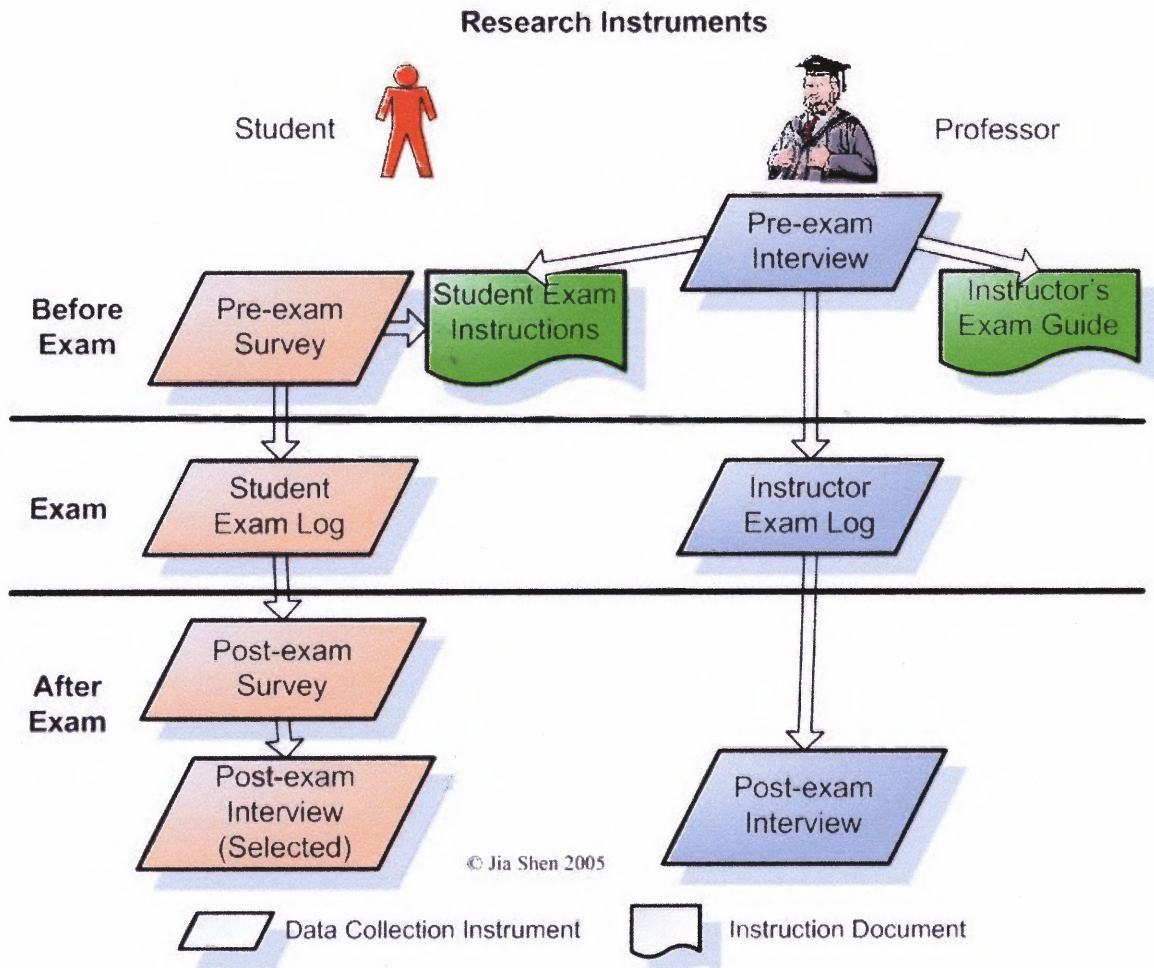 Research Instruments
Student
Professor
Pre-exam
Interview
Before
Exam
Pre-exam
Survey
Student Exam
Instructions
Instructor's
Exam Guide
Exam
Student
Exam Log
Instructor
Exam Log
After
Exam
Post-exam
Survey
Post-exam
Interview
(Selected)
Post-exam
Interview
© Jia Shen 2005
Data Collection Instrument
Instruction Document